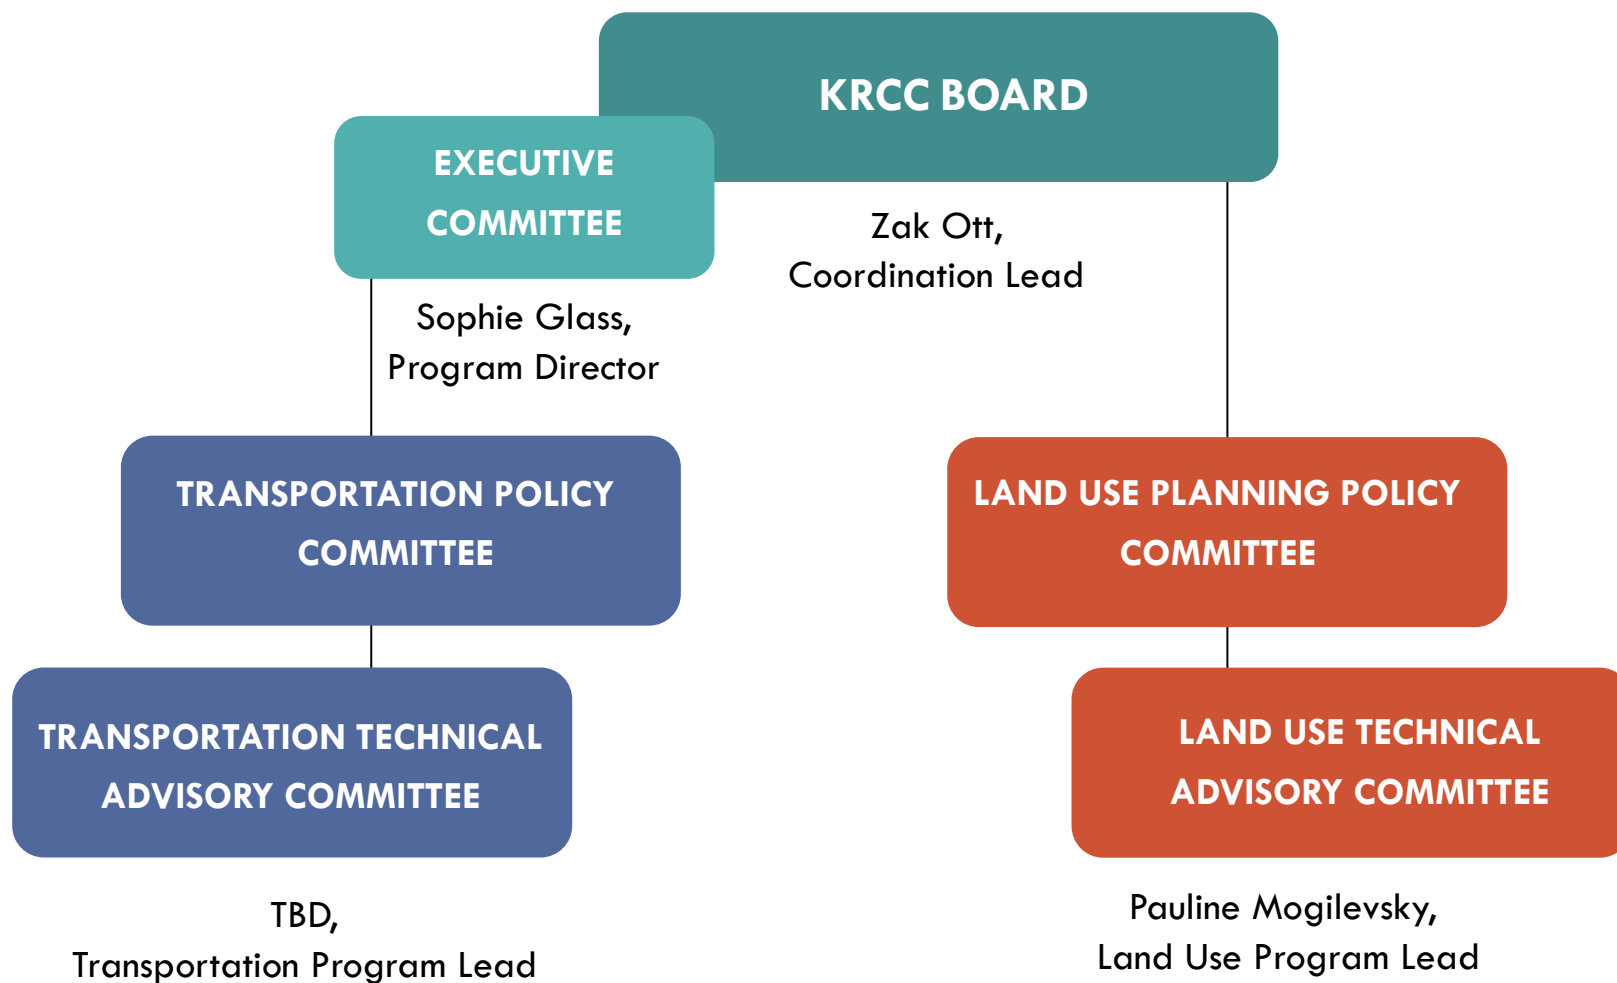 KRCC BOARD
EXECUTIVE
COMMITTEE
Zak Ott,
Coordination Lead
Sophie Glass,
Program Director
TRANSPORTATION POLICY
COMMITTEE
LAND USE PLANNING POLICY
COMMITTEE
TRANSPORTATION TECHNICAL
ADVISORY COMMITTEE
LAND USE TECHNICAL
ADVISORY COMMITTEE
TBD,
Transportation Program Lead
Pauline Mogilevsky,
Land Use Program Lead